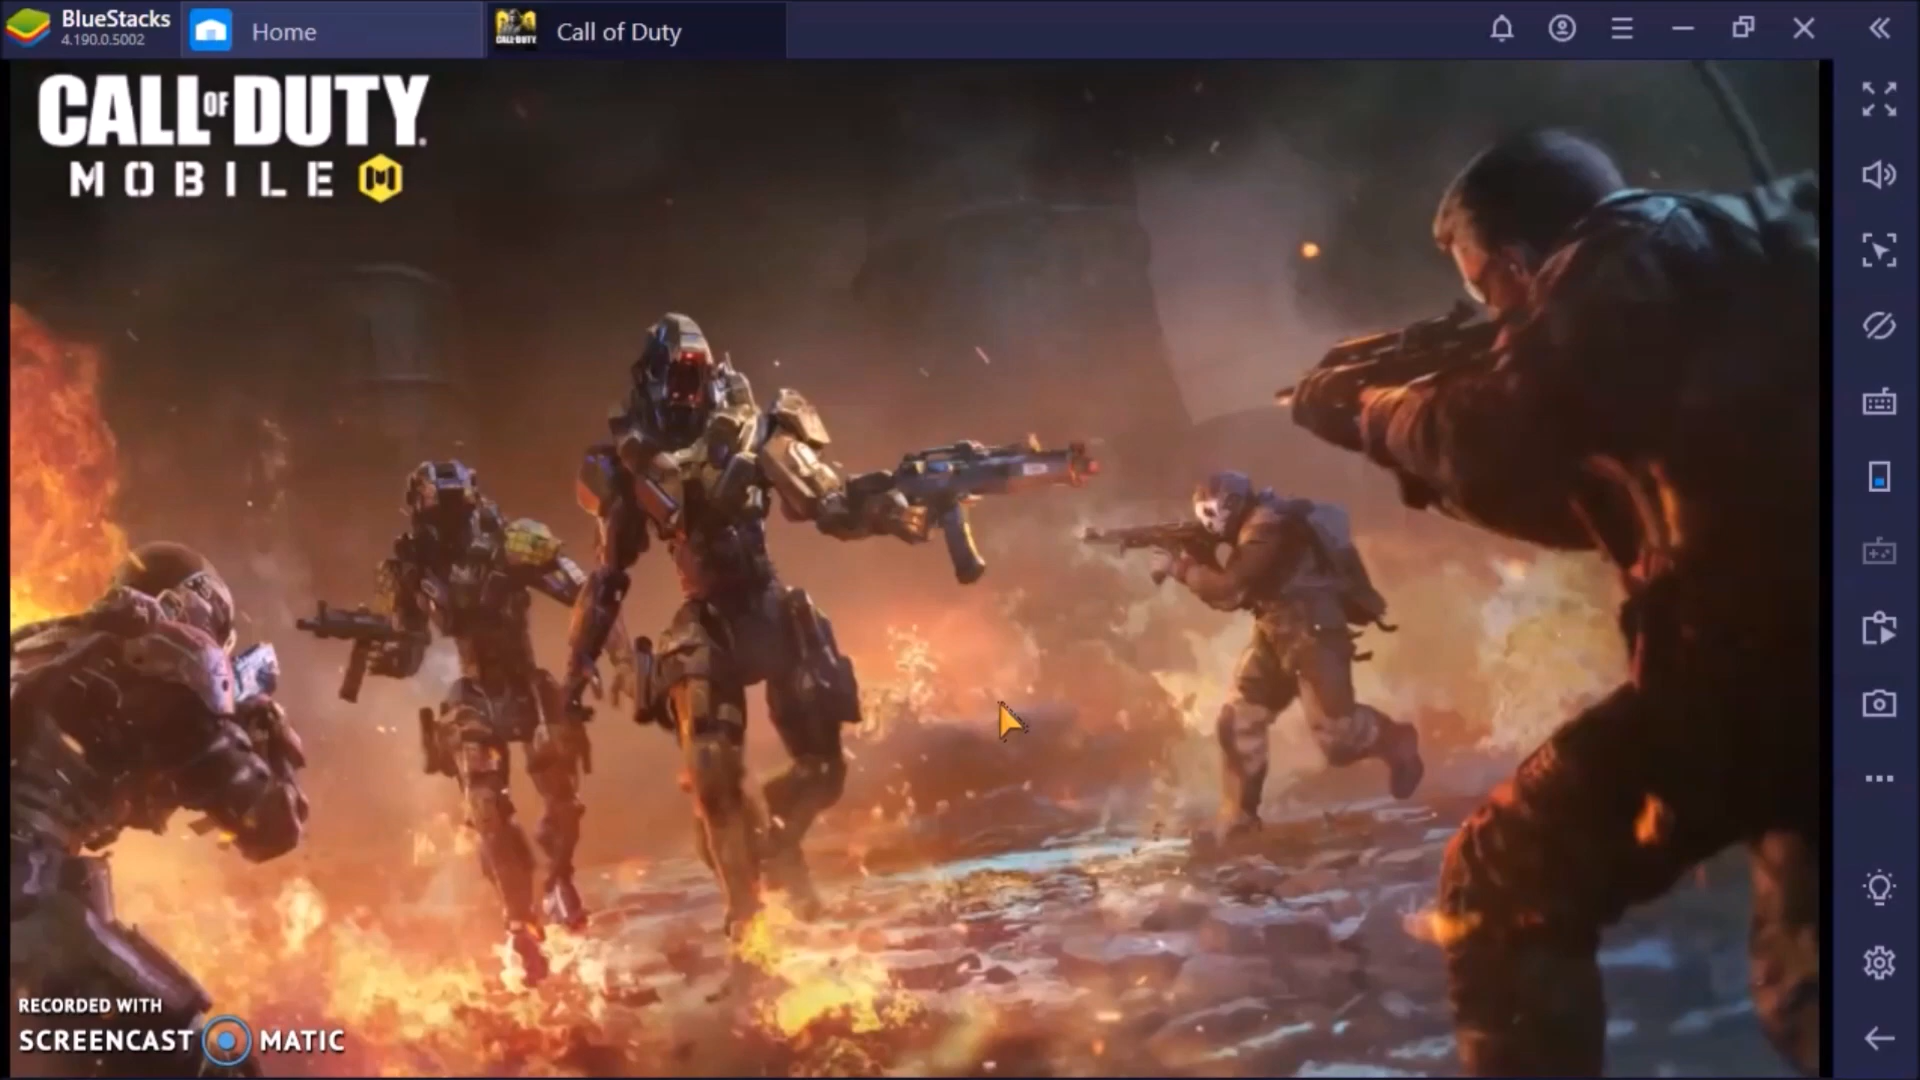 BlueStacks
4.190.0.5002
Home
Call of Duty
CALL OF DUTY
MOBILE
RECORDED WITH
SCREENCAST MATIC